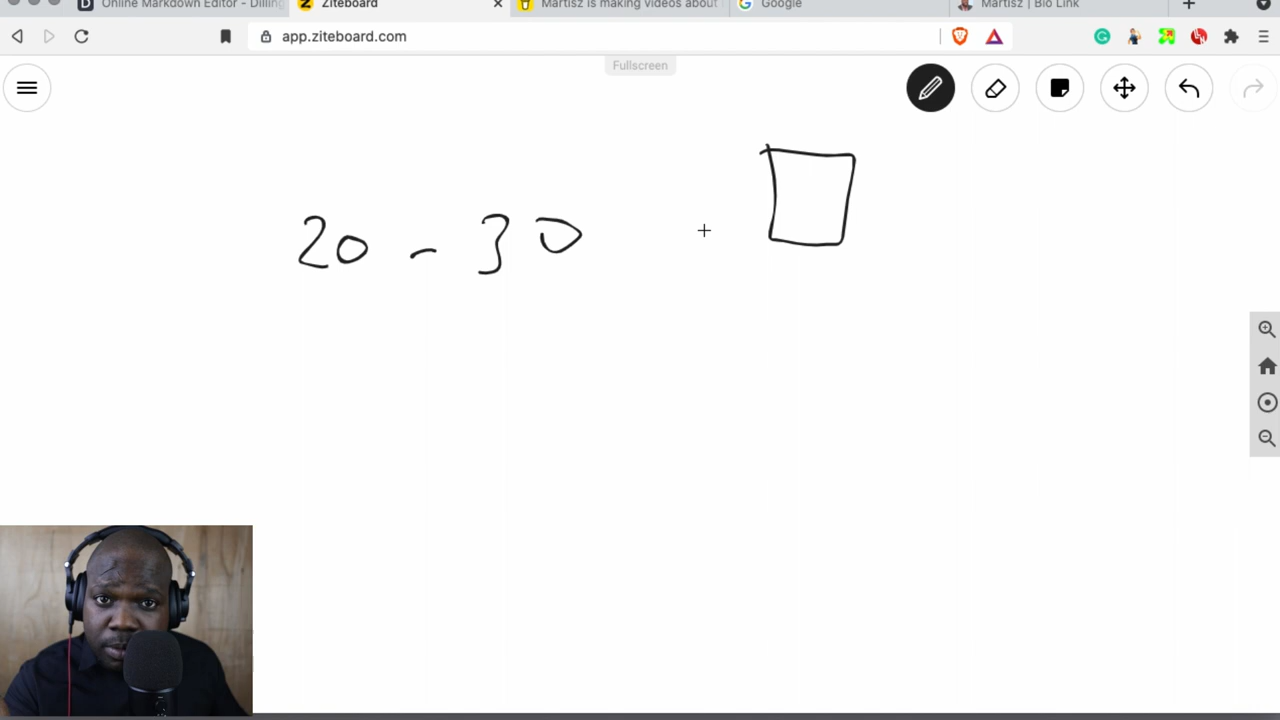 Online Markdown Editor - Dilling
Ziteboard
Martisz is making videos about
Google
Martisz | Bio Link
app.ziteboard.com
Fullscreen
20 - 30